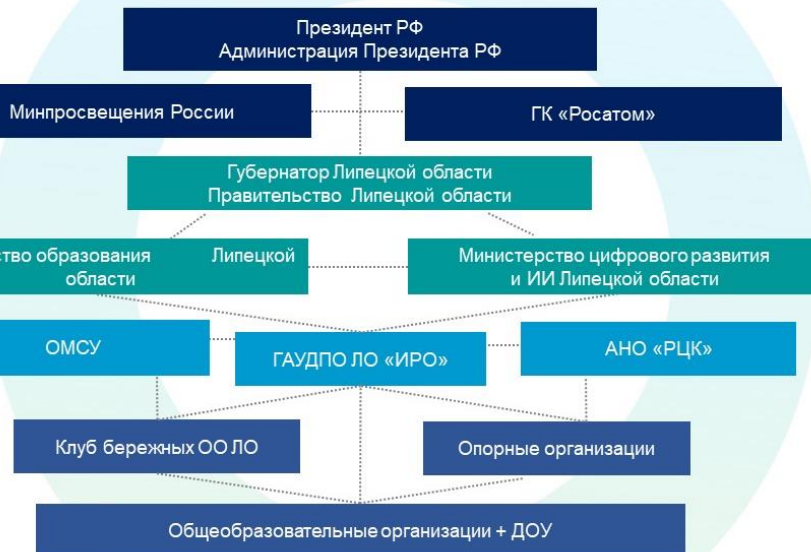 Президент РФ
Администрация Президента РФ
Минпросвещения России
ГК «Росатом»
Губернатор Липецкой области
Правительство Липецкой области
образования Липецкой
области
Министерство цифрового развития
и ИИ Липецкой области
ОМСУ
ГАУДПО ЛО «ИРО»
АНО «РЦК»
Клуб бережных ОО ЛО
Опорные организации
Общеобразовательные организации + ДОУ